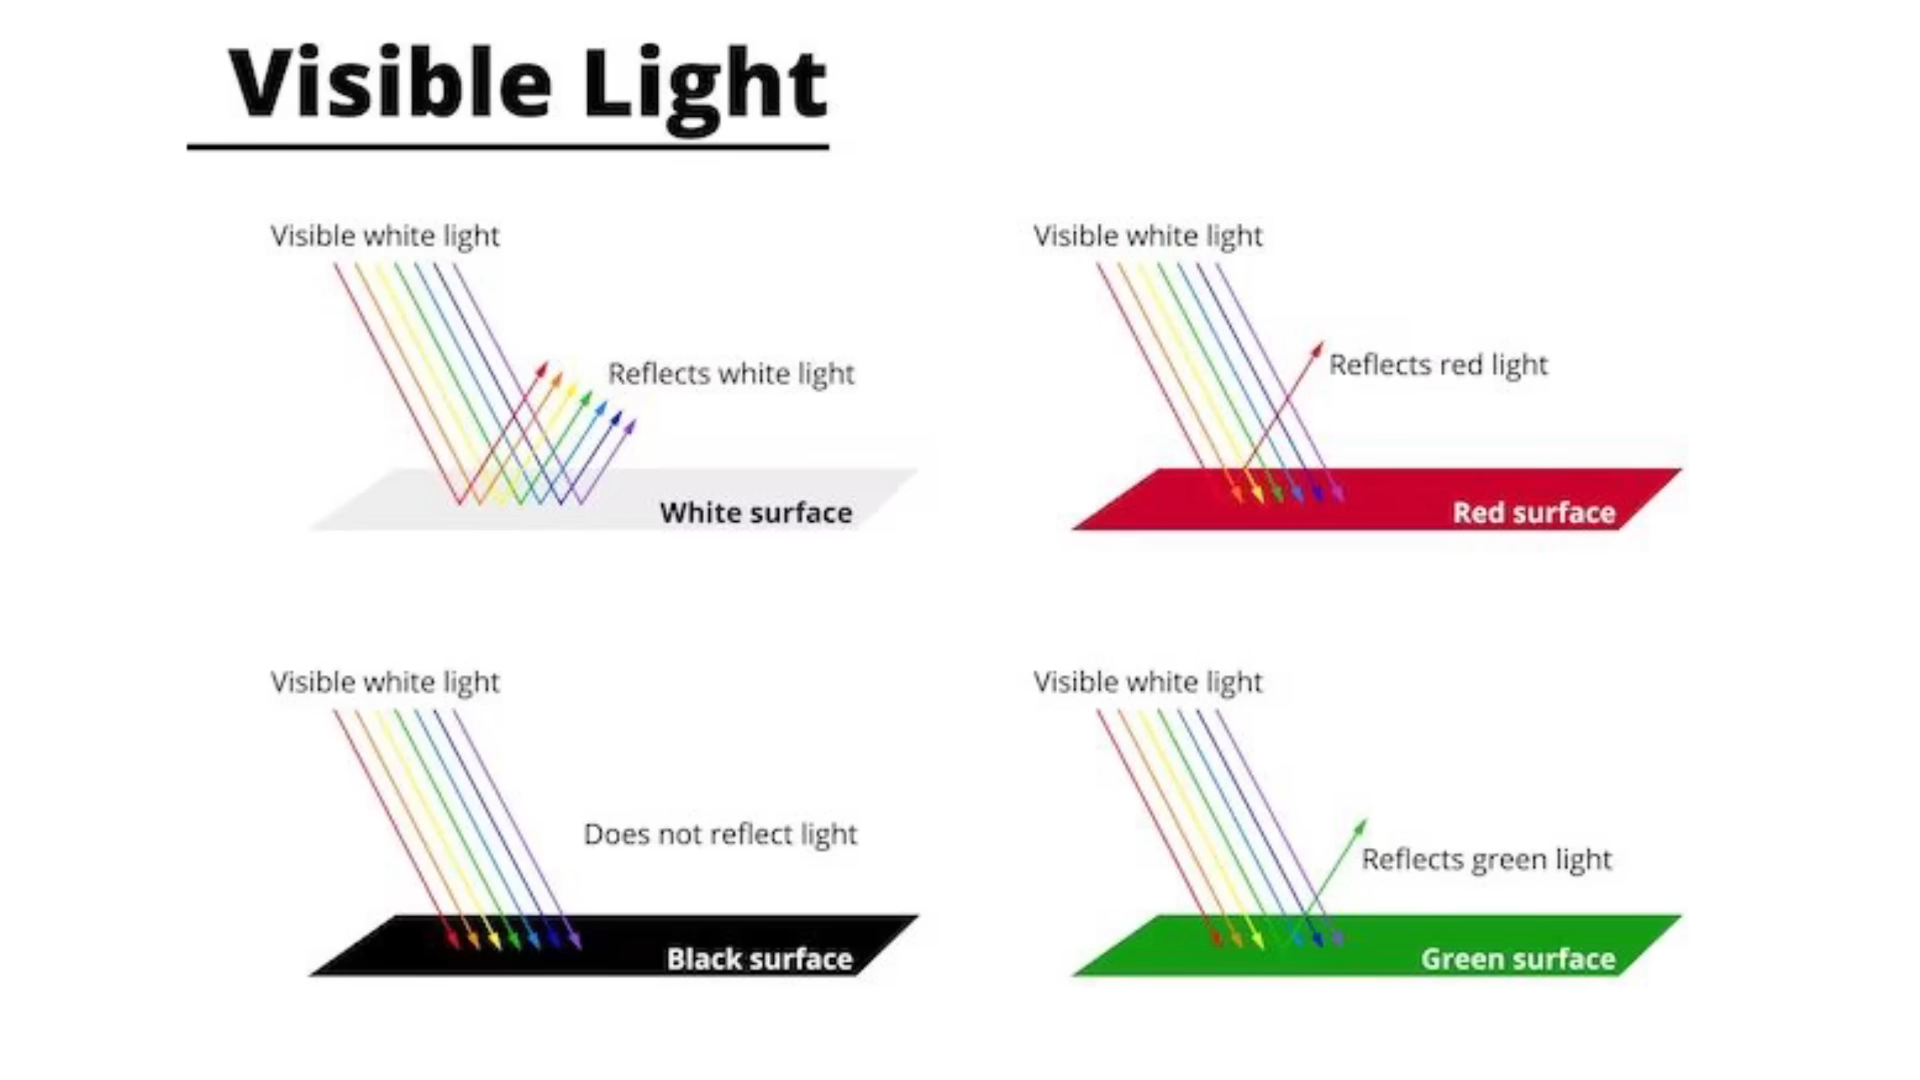 Visible Light
Visible white light
Reflects white light
White surface
Visible white light
Reflects red light
Red surface
Visible white light
Does not reflect light
Black surface
Visible white light
Reflects green light
Green surface